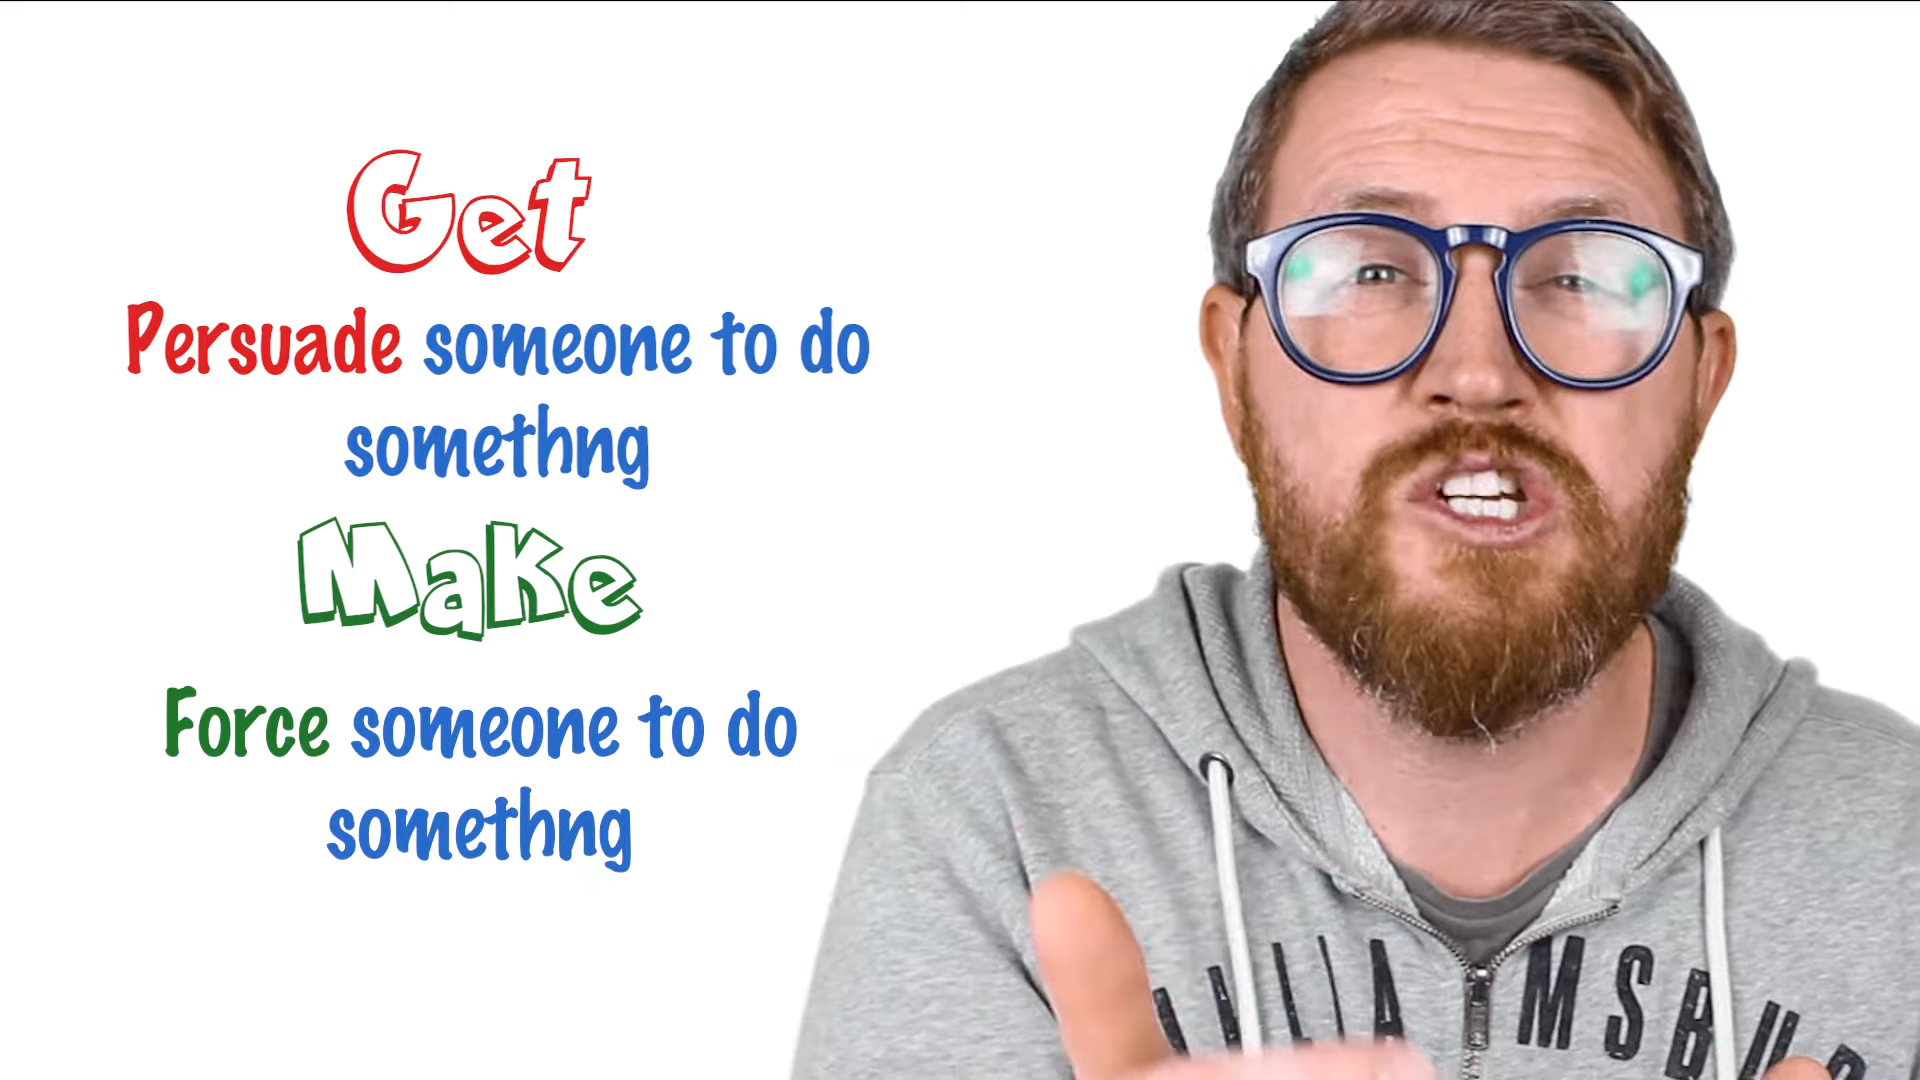 Get
Persuade someone to do
somethng
Make
Force someone to do
somethng